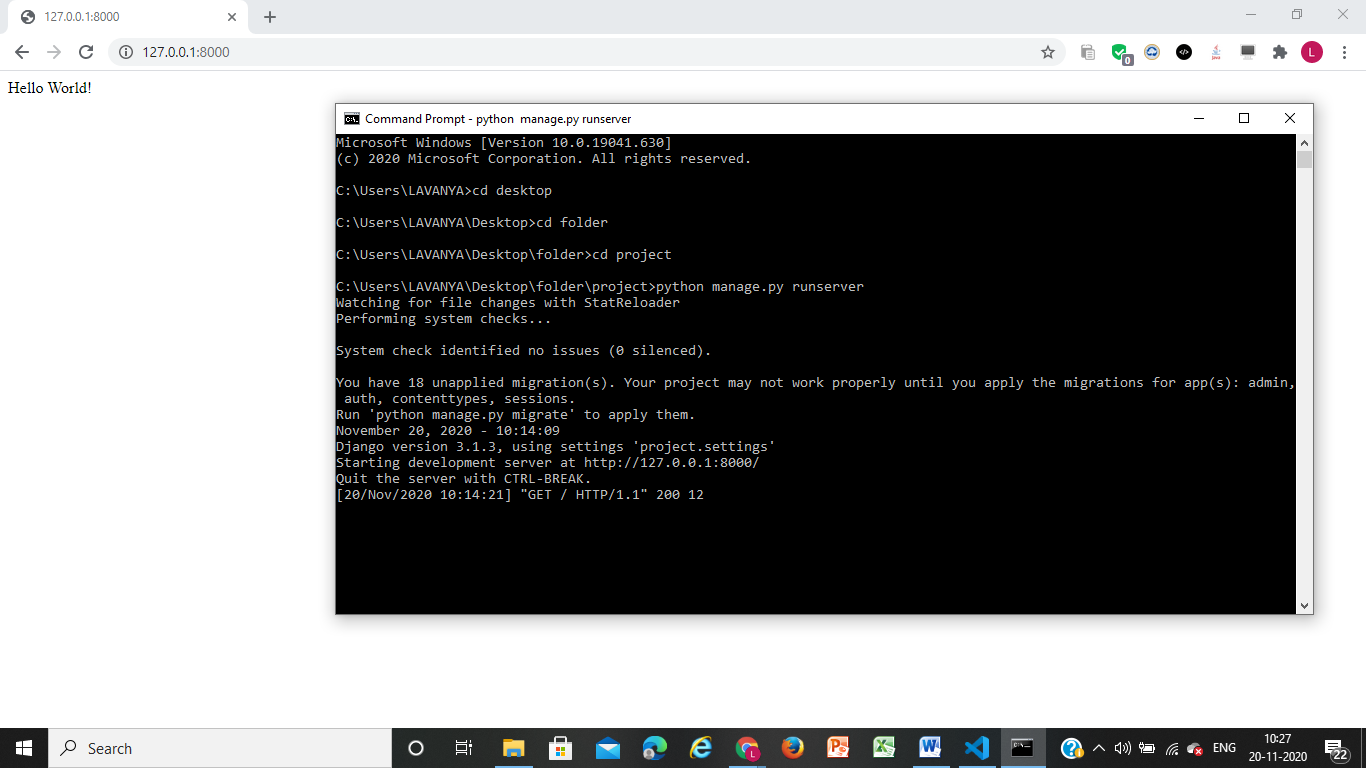 127.0.0.1:8000
127.0.0.1:8000
0
L
Hello World!
Command Prompt - python  manage.py runserver
Microsoft Windows [Version 10.0.19041.630]
(c) 2020 Microsoft Corporation. All rights reserved.
C:\Users\LAVANYA>cd desktop
C:\Users\LAVANYA\Desktop>cd folder
C:\Users\LAVANYA\Desktop\folder>cd project
C:\Users\LAVANYA\Desktop\folder\project>python manage.py runserver
Watching for file changes with StatReloader
Performing system checks...
System check identified no issues (0 silenced).
You have 18 unapplied migration(s). Your project may not work properly until you apply the migrations for app(s): admin,
 auth, contenttypes, sessions.
Run 'python manage.py migrate' to apply them.
November 20, 2020 - 10:14:09
Django version 3.1.3, using settings 'project.settings'
Starting development server at http://127.0.0.1:8000/
Quit the server with CTRL-BREAK.
[20/Nov/2020 10:14:21] "GET / HTTP/1.1" 200 12
Search
ENG
10:27
20-11-2020
22